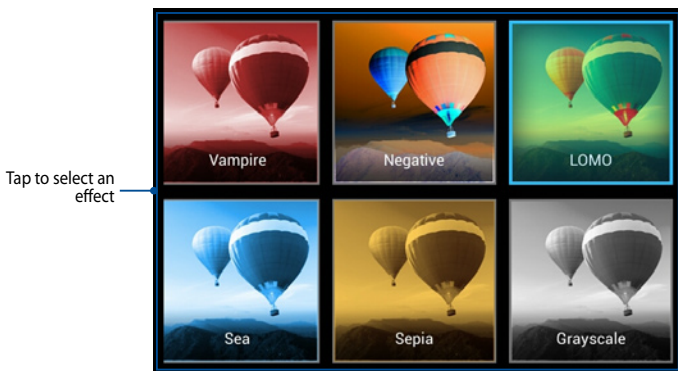 Vampire
Negative
LOMO
Tap to select an
effect
Sea
Sepia
Grayscale